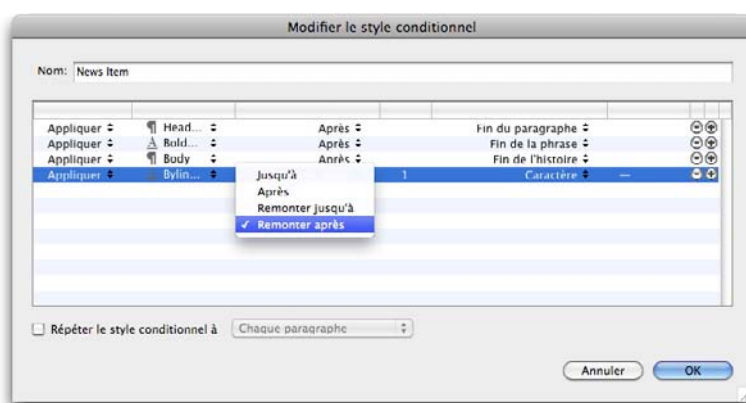 Modifier le style conditionnel
Nom: News Item
Appliquer ¶ Head... Après Fin du paragraphe
Appliquer A Bold... Après Fin de la phrase
Appliquer ¶ Body Après Fin de l'histoire
Appliquer Bylin... 1 Caractère —
Jusqu'à
Après
Remonter jusqu'à
✓ Remonter après
Répéter le style conditionnel à Chaque paragraphe
Annuler OK